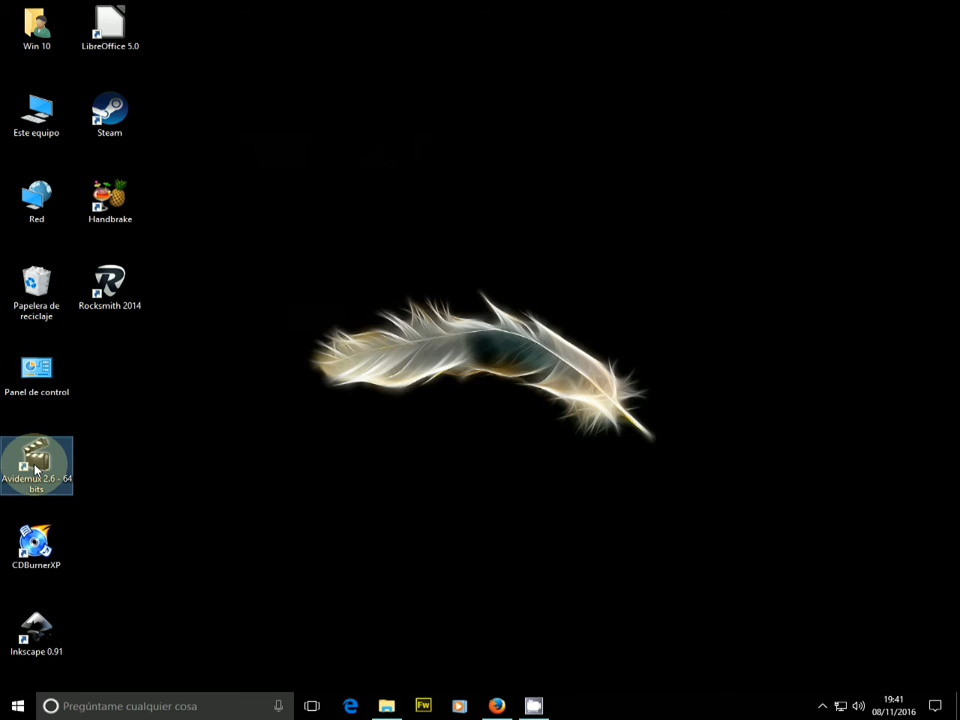 Win 10
LibreOffice 5.0
Este equipo
Steam
Red
Handbrake
Papelera de
reciclaje
Rocksmith 2014
Panel de control
Avidemux 2.6 - 64
bits
CDBurnerXP
Inkscape 0.91
Pregúntame cualquier cosa
Fw
19:41
08/11/2016